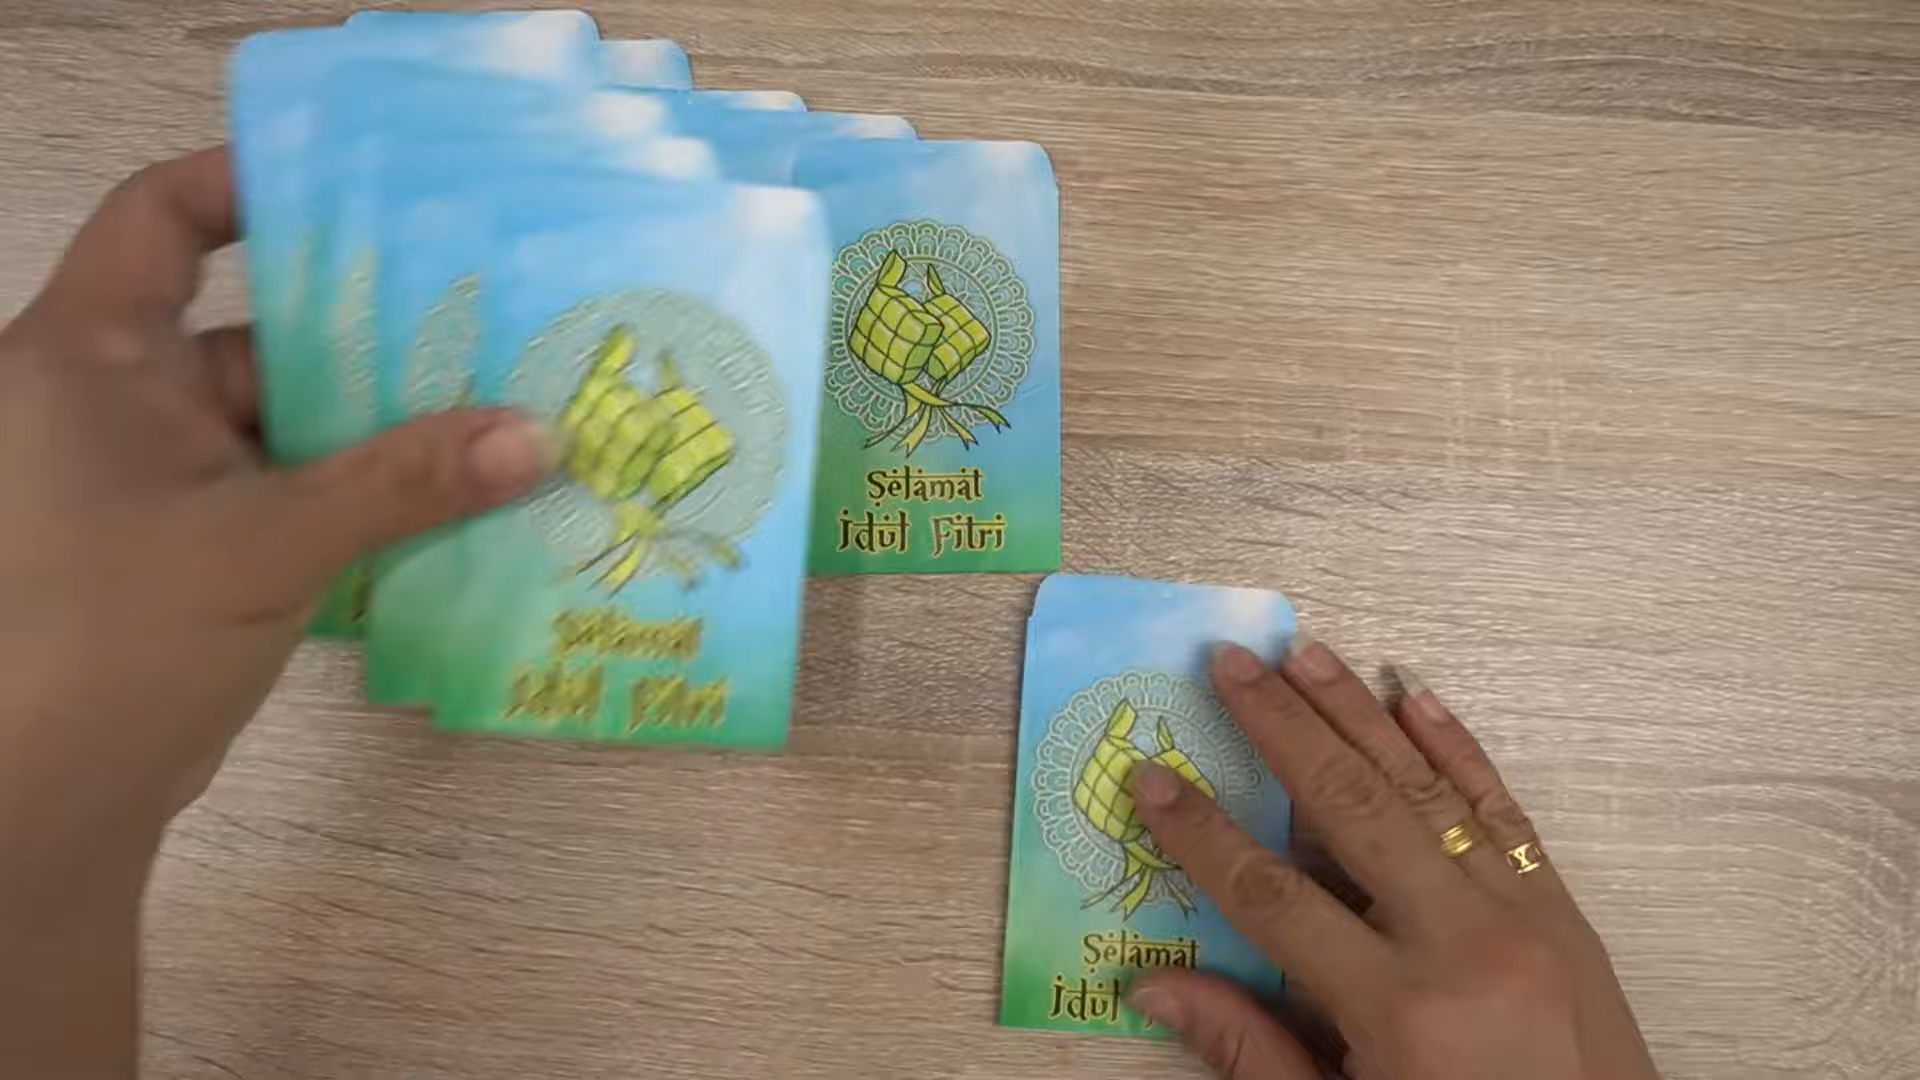 Selamat
Idul Fitri
Selamat
Idul Fitri
Selamat
Idul